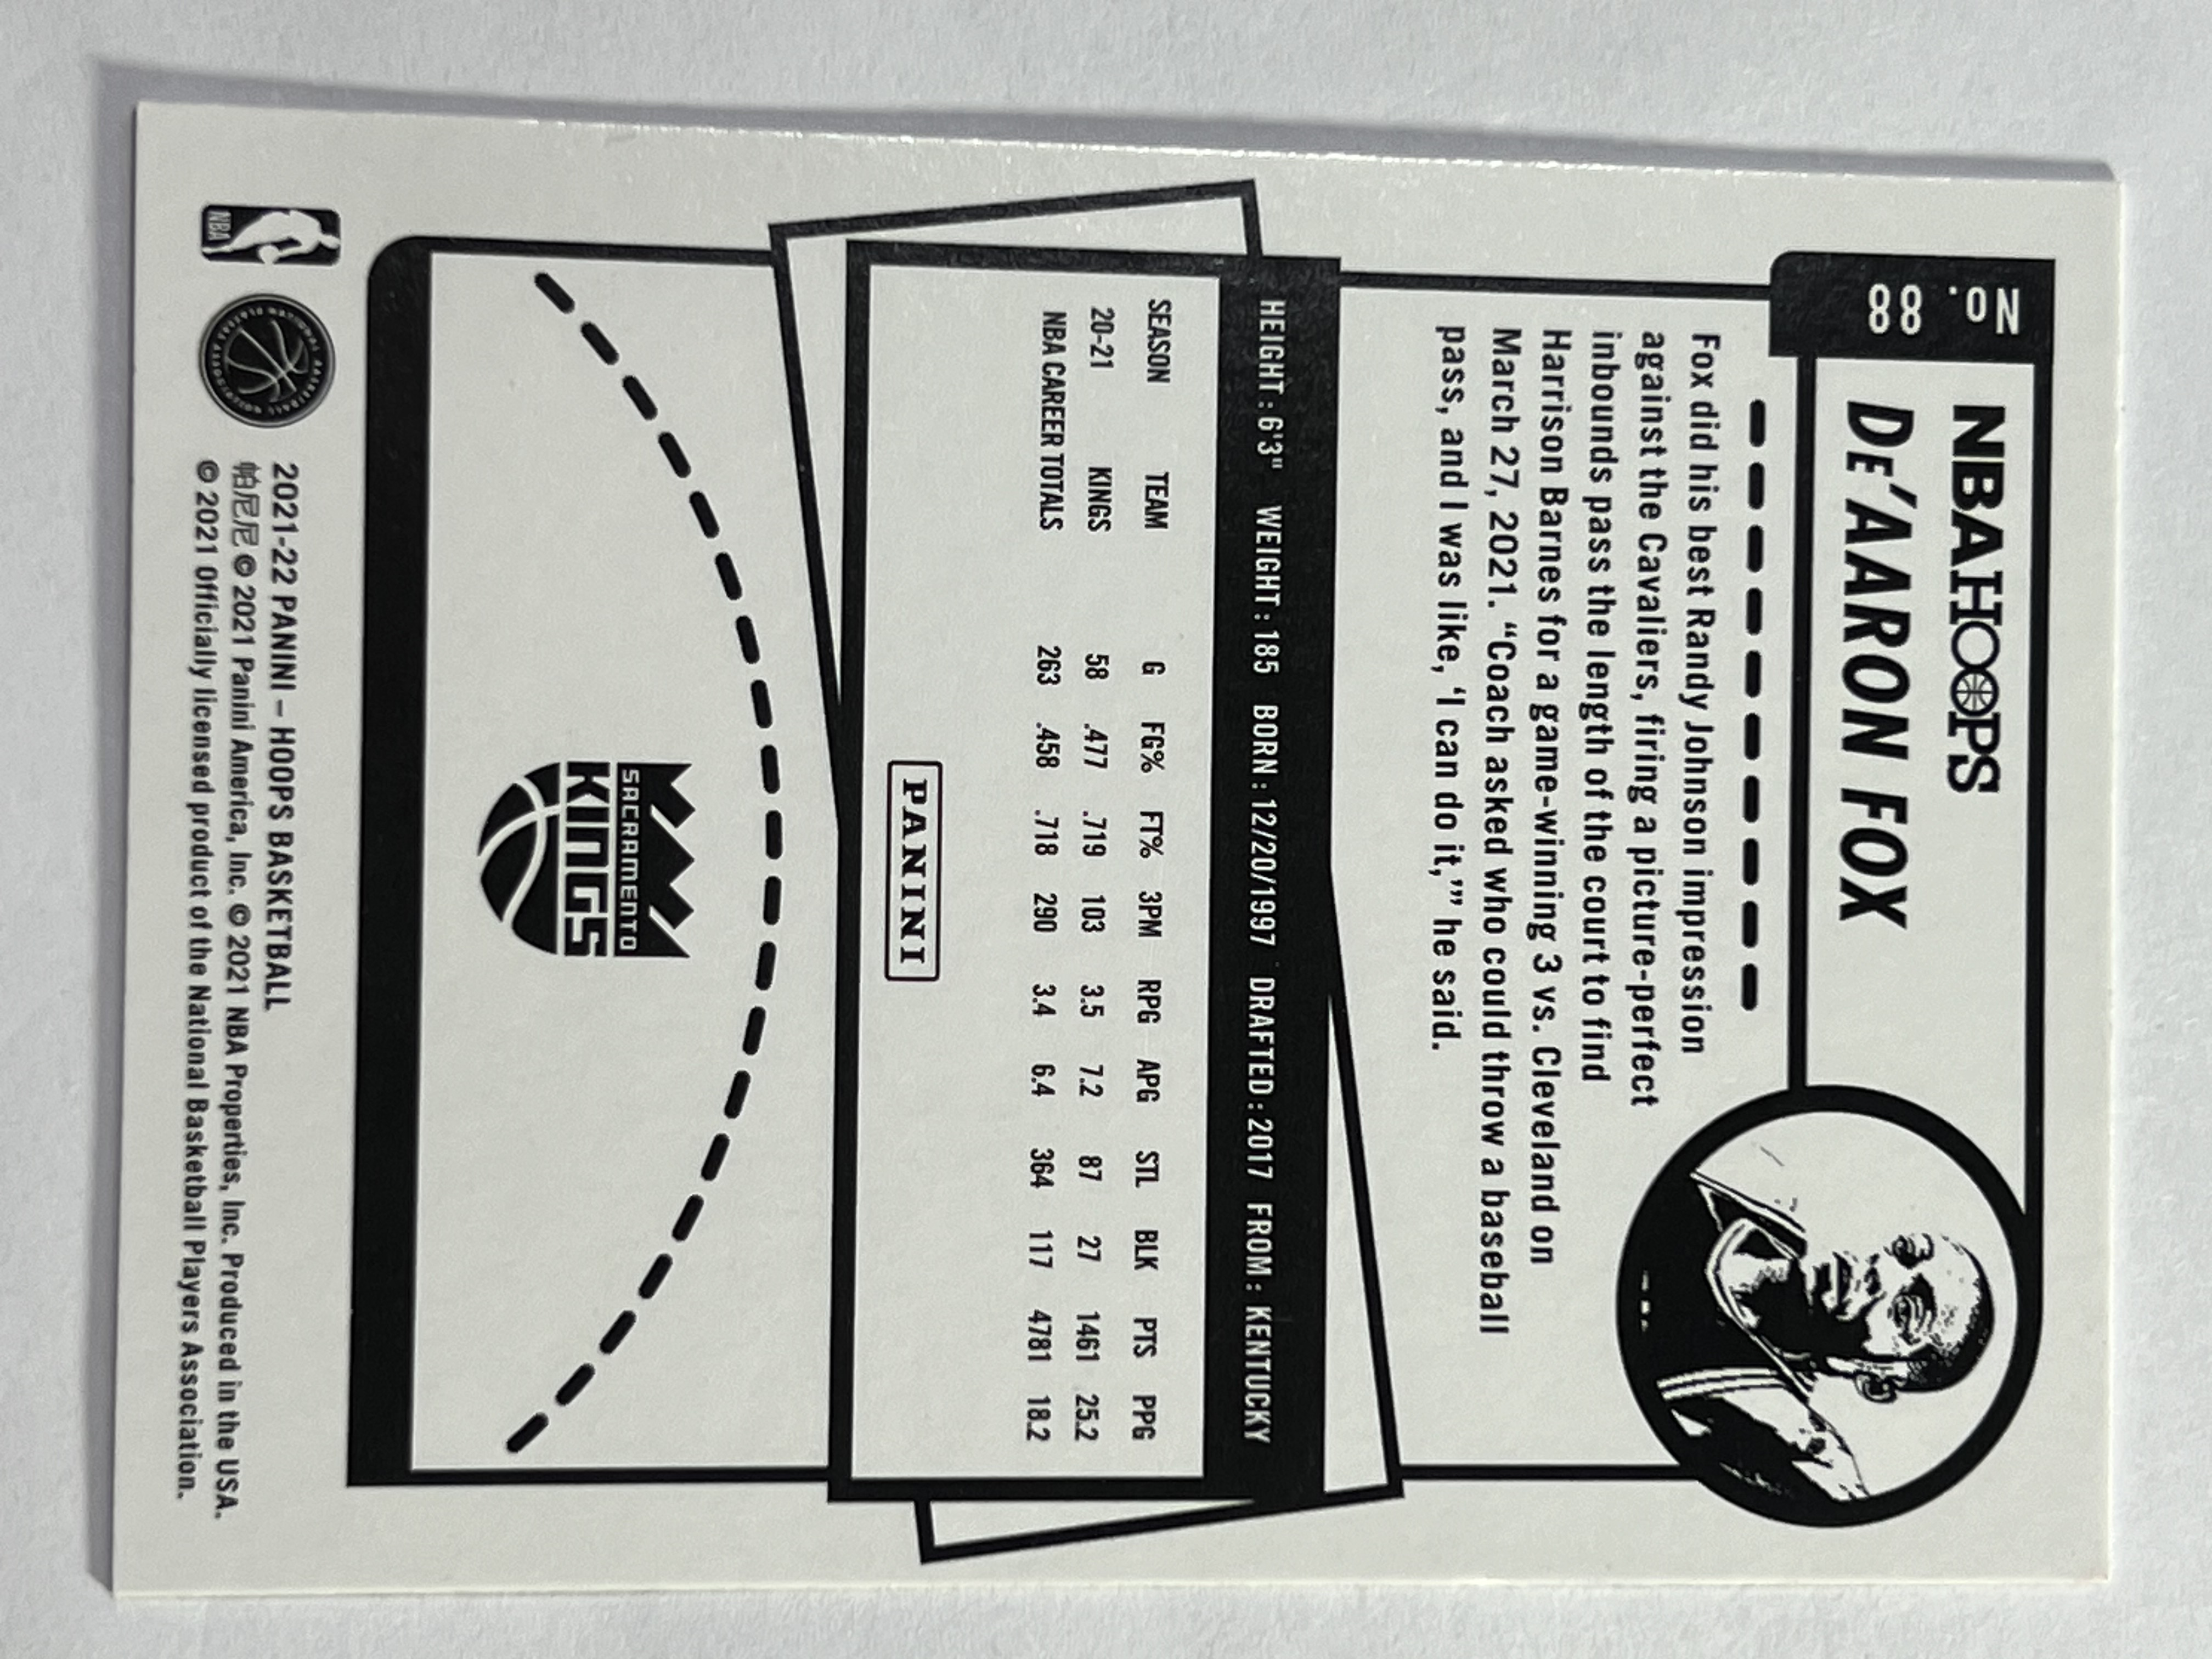 No. 88
NBA HOOPS
DE'AARON FOX
Fox did his best Randy Johnson impression
against the Cavaliers, firing a picture-perfect
inbounds pass the length of the court to find
Harrison Barnes for a game-winning 3 vs. Cleveland on
March 27, 2021. “Coach asked who could throw a baseball
pass, and I was like, ‘I can do it,’” he said.
HEIGHT: 6'3" WEIGHT: 185 BORN: 12/20/1997 DRAFTED: 2017 FROM: KENTUCKY
SEASON TEAM G FG% FT% 3PM RPG APG STL BLK PTS PPG
20-21 KINGS 58 .477 .719 103 3.5 7.2 87 27 1461 25.2
NBA CAREER TOTALS 263 .458 .718 290 3.4 6.4 364 117 4781 18.2
PANINI
SACRAMENTO
KINGS
2021-22 PANINI – HOOPS BASKETBALL
帕尼尼 © 2021 Panini America, Inc. © 2021 NBA Properties, Inc. Produced in the USA.
© 2021 Officially licensed product of the National Basketball Players Association.
NBA